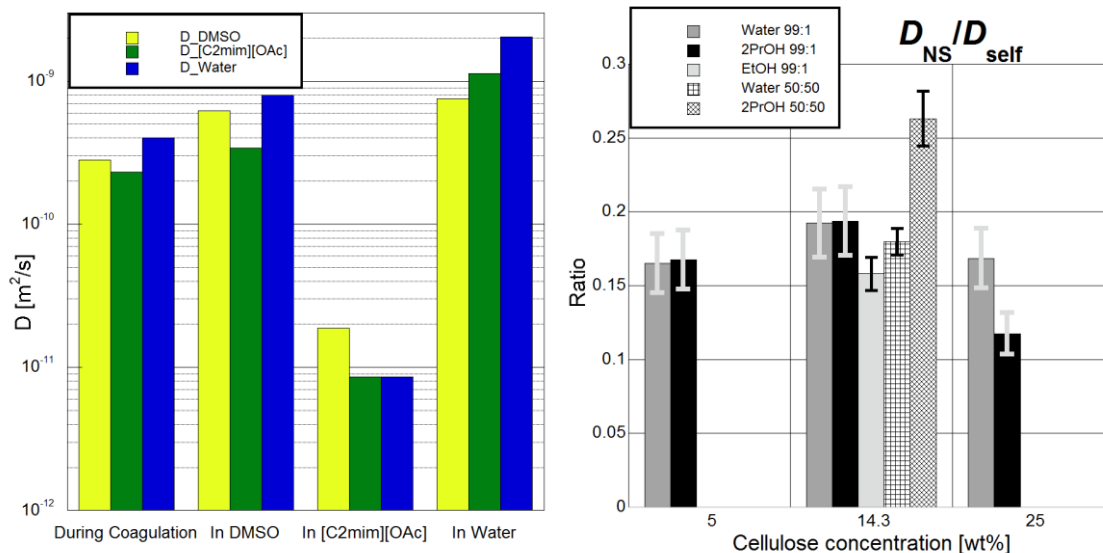 D_DMSO
D_[C2mim][OAc]
D_Water
10⁻⁹
10⁻¹⁰
10⁻¹¹
10⁻¹²
D [m²/s]
During Coagulation In DMSO In [C2mim][OAc] In Water
Water 99:1
2PrOH 99:1
EtOH 99:1
Water 50:50
2PrOH 50:50
D_NS/D_self
0.3
0.25
0.2
0.15
0.1
0.05
0
Ratio
5 14.3 25
Cellulose concentration [wt%]